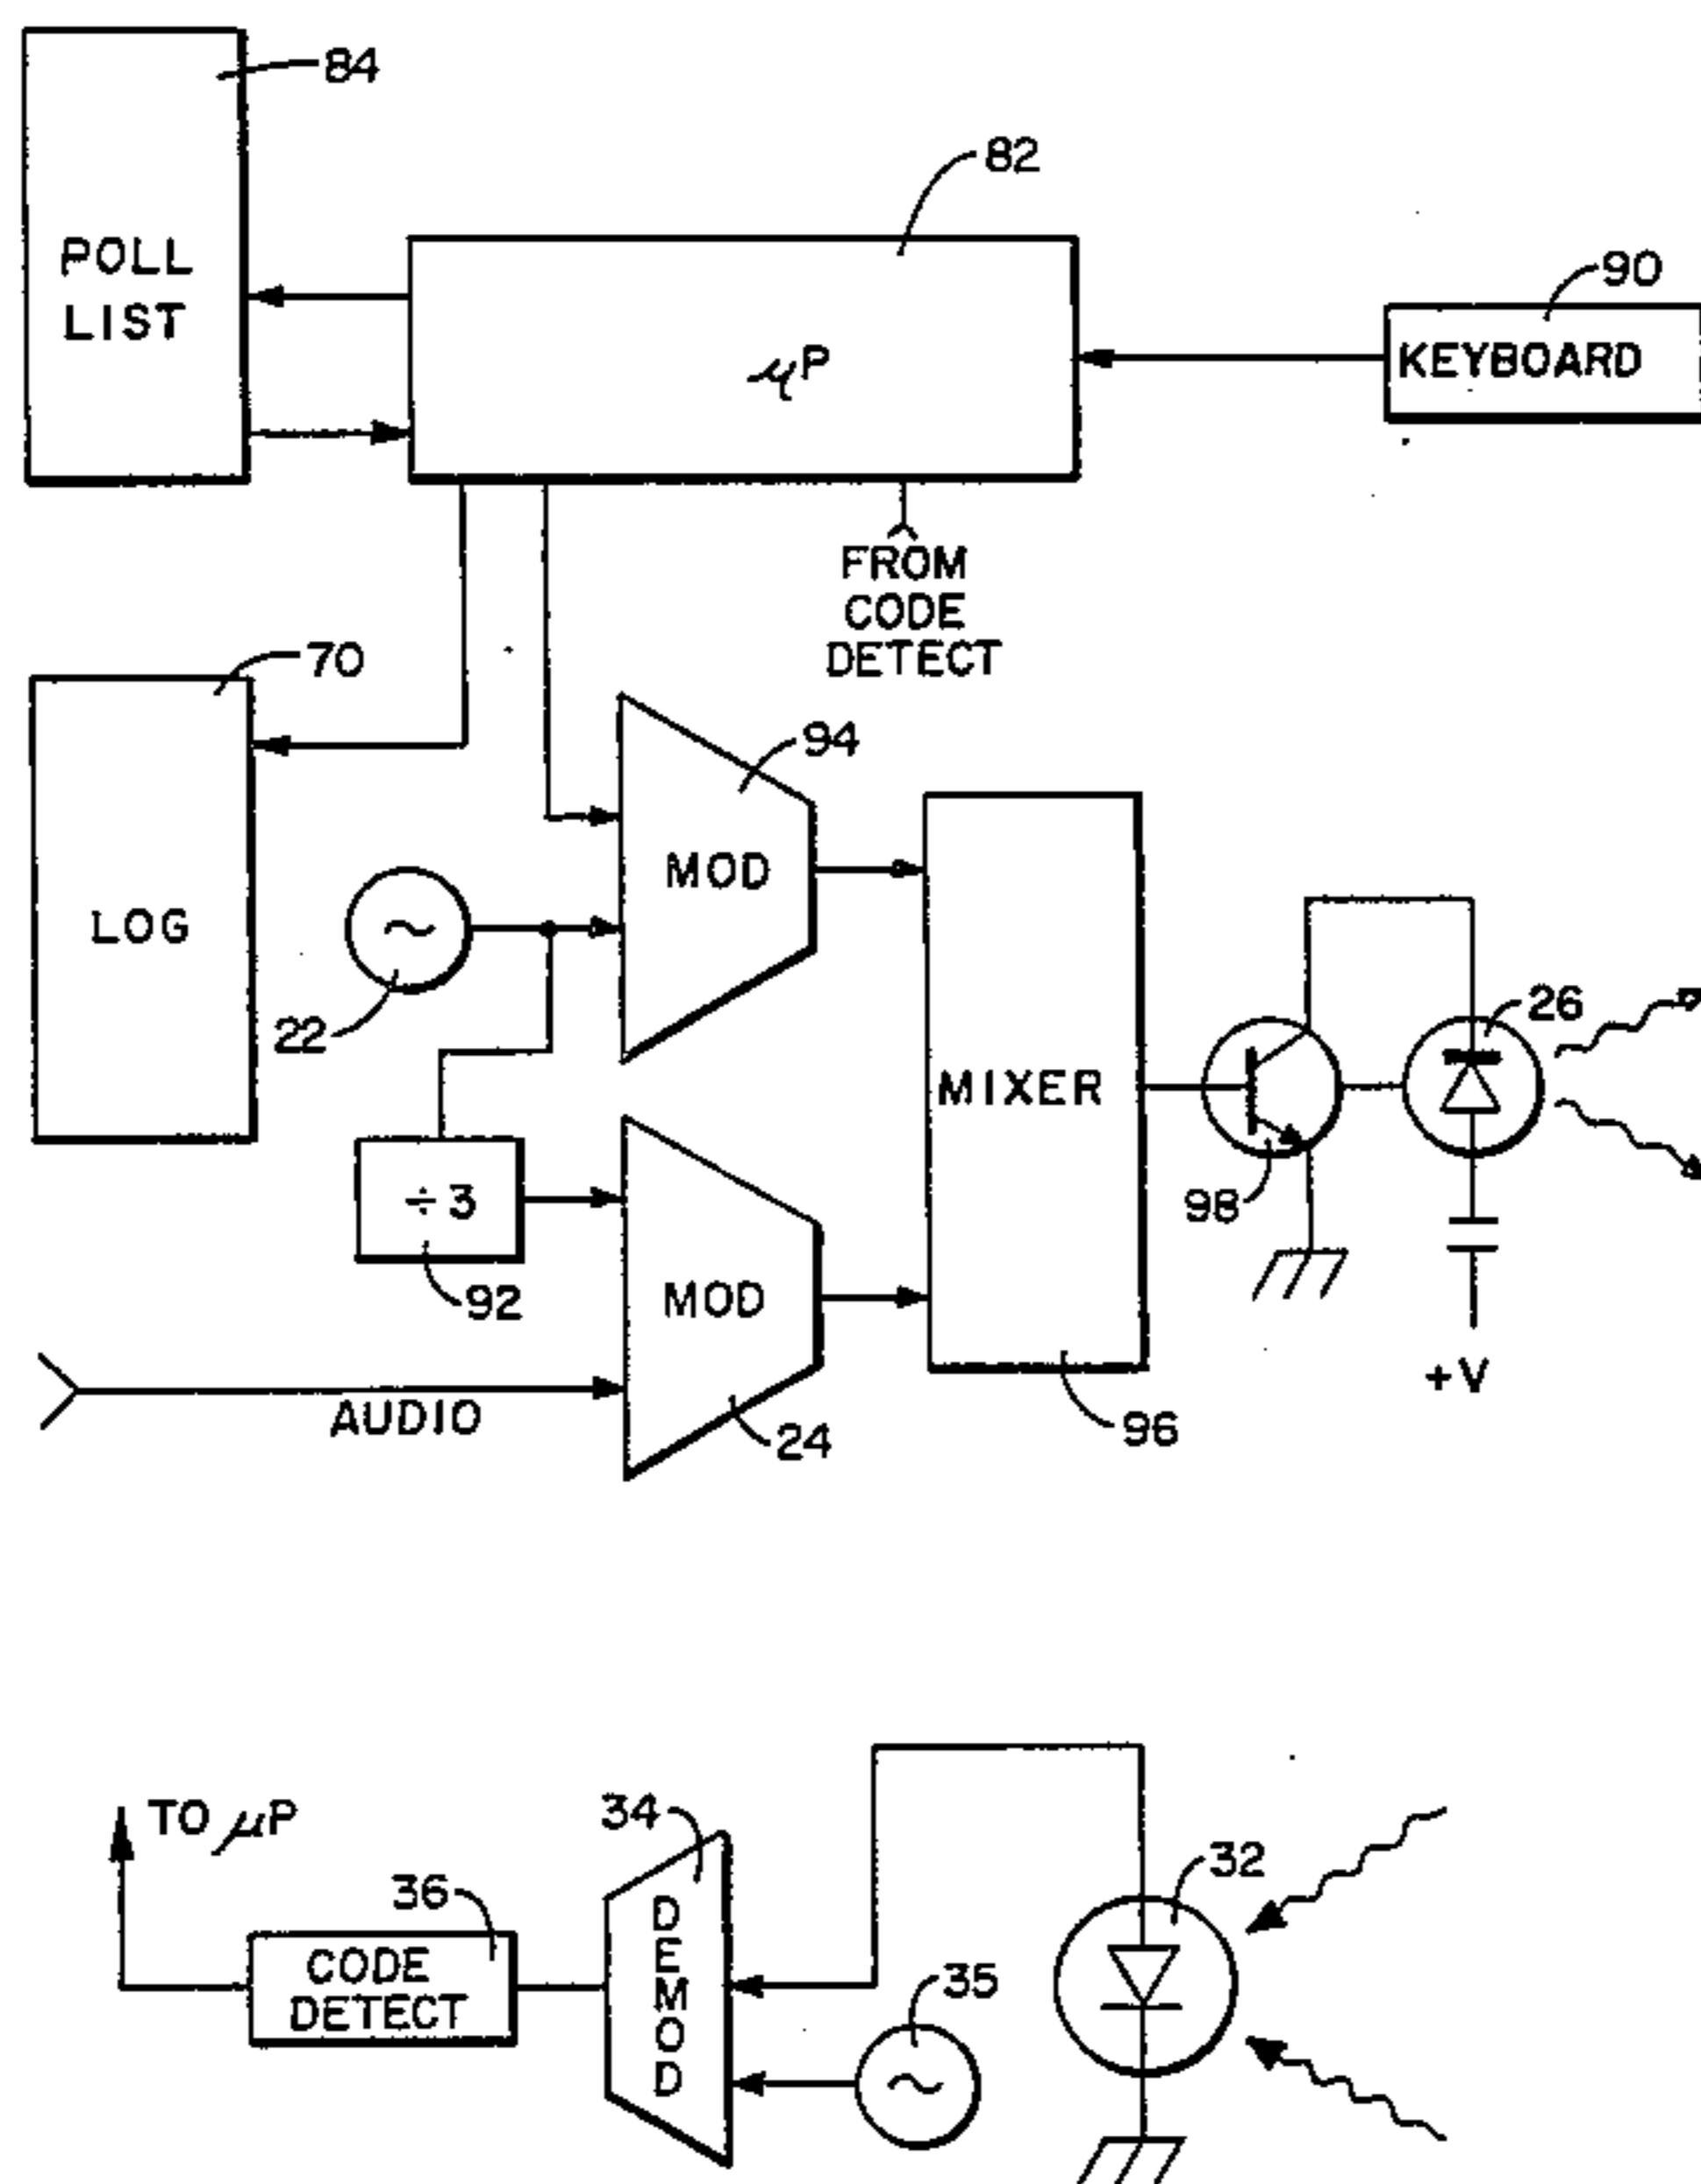 84
82
POLL
LIST
90
µP
KEYBOARD
FROM
CODE
DETECT
70
94
MOD
LOG
26
22
MIXER
÷3
98
92
MOD
+V
AUDIO
24
96
TO µP
34
32
36
DEMOD
CODE
DETECT
35